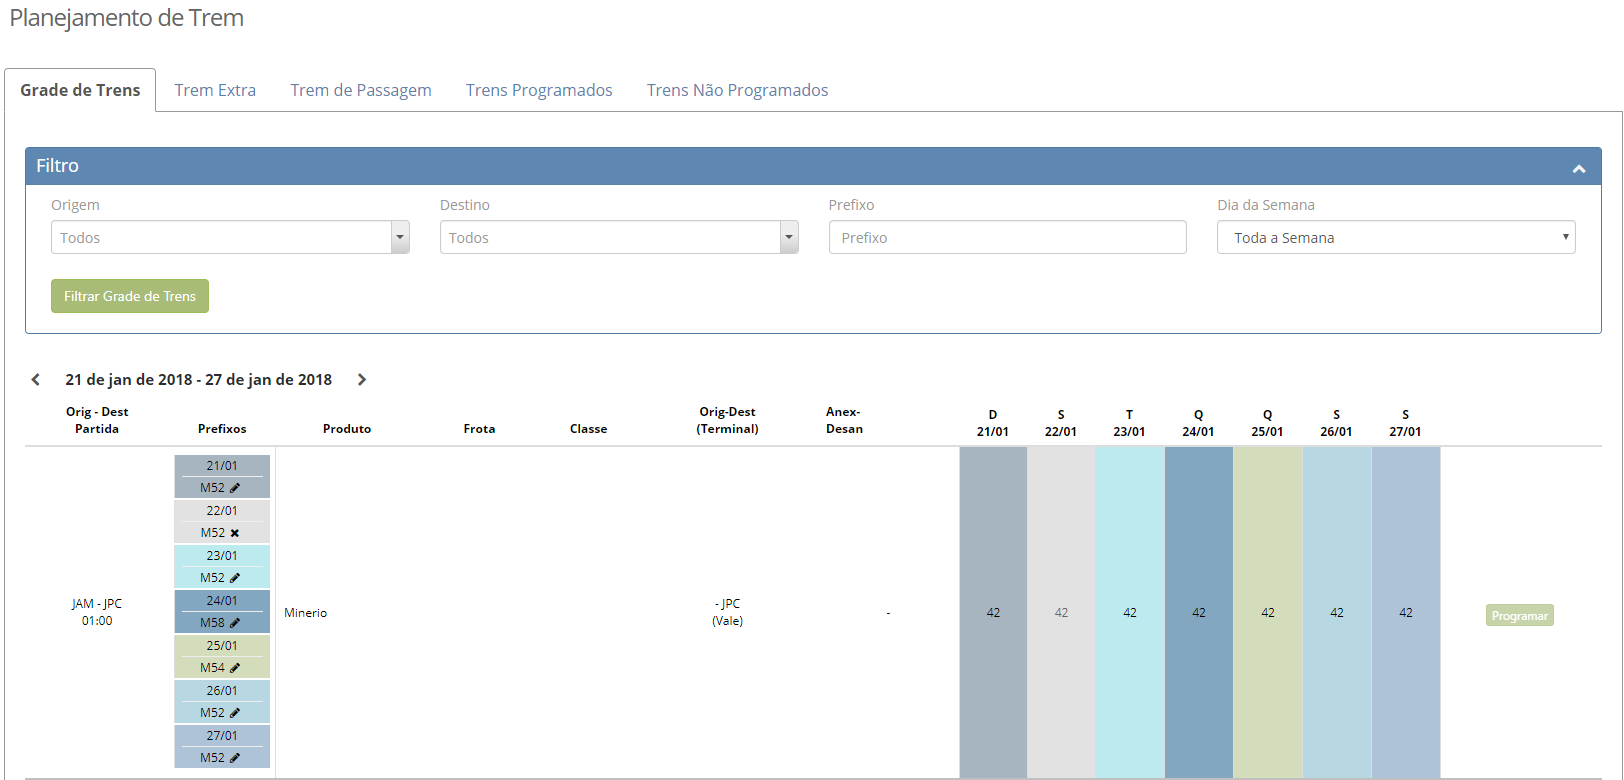 Planejamento de Trem
Grade de Trens Trem Extra Trem de Passagem Trens Programados Trens Não Programados
Filtro
Origem Destino Prefixo Dia da Semana
Todos Todos Prefixo Toda a Semana
Filtrar Grade de Trens
21 de jan de 2018 - 27 de jan de 2018
Orig - Dest Orig-Dest Anex- D S T Q Q S S
Partida Prefixos Produto Frota Classe (Terminal) Desan 21/01 22/01 23/01 24/01 25/01 26/01 27/01
21/01
M52
22/01
M52
23/01
M52
24/01
JAM - JPC Minerio - JPC - 42 42 42 42 42 42 42 Programar
01:00 M58 (Vale)
25/01
M54
26/01
M52
27/01
M52